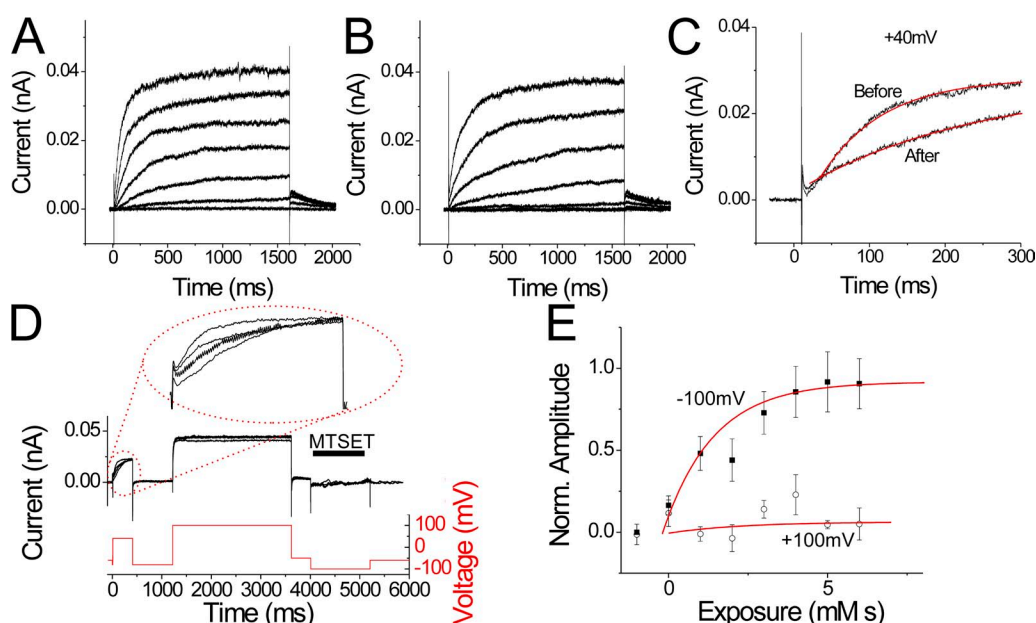 A
Current (nA)
0.04
0.02
0.00
0 500 1000 1500 2000
Time (ms)
B
Current (nA)
0.04
0.02
0.00
0 500 1000 1500 2000
Time (ms)
C
+40mV
Current (nA)
0.04
0.02
0.00
Before
After
0 100 200 300
Time (ms)
D
Current (nA)
0.05
0.00
MTSET
100
0
-100
Voltage (mV)
0 1000 2000 3000 4000 5000 6000
Time (ms)
E
Norm. Amplitude
1.0
0.5
0.0
-100mV
+100mV
0 5
Exposure (mM s)